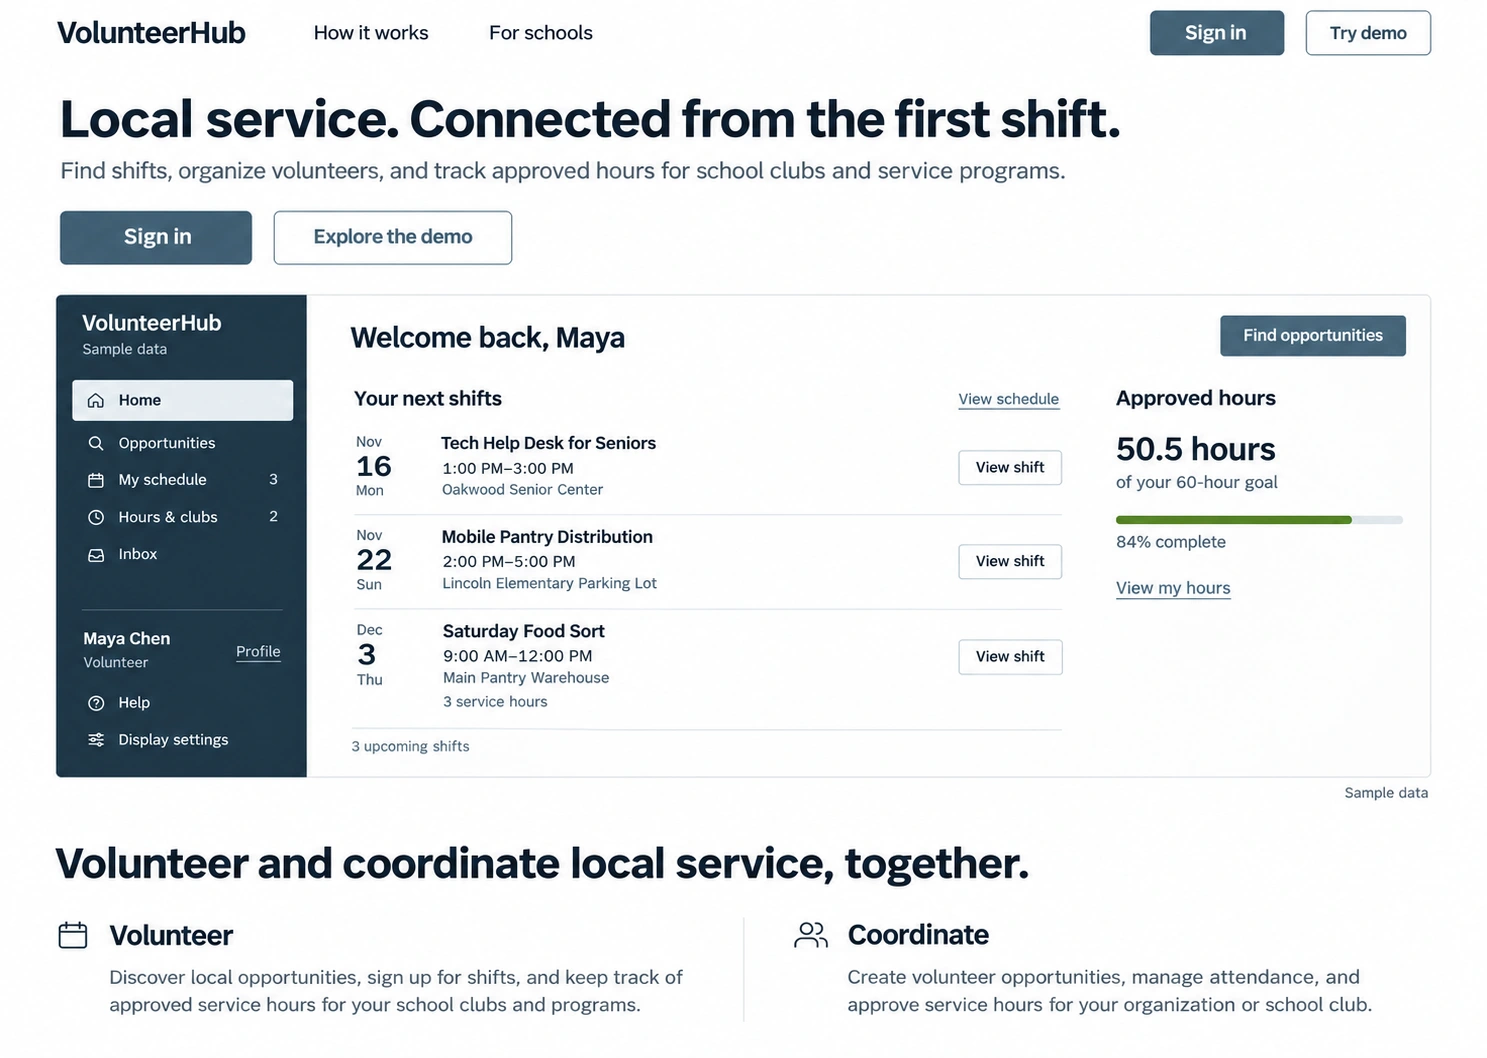 VolunteerHub
How it works
For schools
Sign in
Try demo
Local service. Connected from the first shift.
Find shifts, organize volunteers, and track approved hours for school clubs and service programs.
Sign in
Explore the demo
VolunteerHub
Sample data
Home
Opportunities
My schedule 3
Hours & clubs 2
Inbox
Maya Chen
Volunteer
Profile
Help
Display settings
Welcome back, Maya
Find opportunities
Your next shifts
View schedule
Nov
16
Mon
Tech Help Desk for Seniors
1:00 PM–3:00 PM
Oakwood Senior Center
View shift
Nov
22
Sun
Mobile Pantry Distribution
2:00 PM–5:00 PM
Lincoln Elementary Parking Lot
View shift
Dec
3
Thu
Saturday Food Sort
9:00 AM–12:00 PM
Main Pantry Warehouse
3 service hours
View shift
3 upcoming shifts
Approved hours
50.5 hours
of your 60-hour goal
84% complete
View my hours
Sample data
Volunteer and coordinate local service, together.
Volunteer
Discover local opportunities, sign up for shifts, and keep track of
approved service hours for your school clubs and programs.
Coordinate
Create volunteer opportunities, manage attendance, and
approve service hours for your organization or school club.